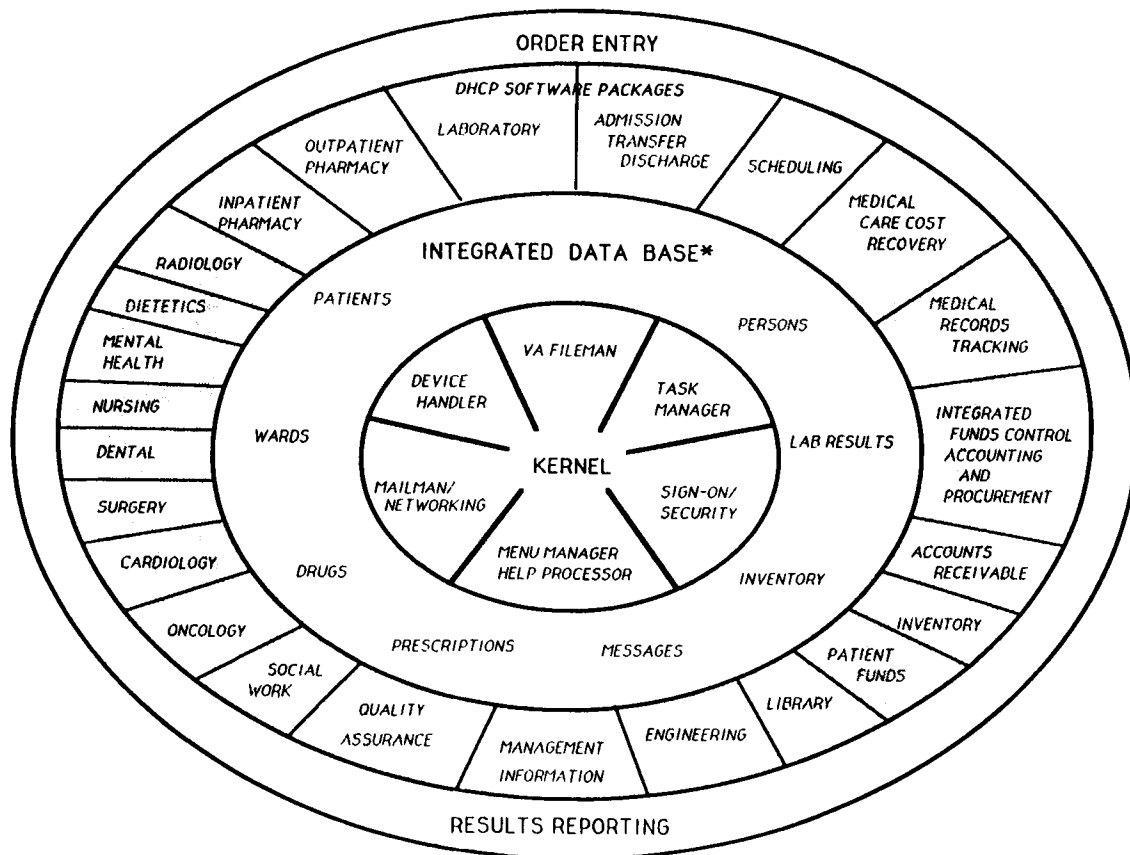 ORDER ENTRY
DHCP SOFTWARE PACKAGES
LABORATORY
ADMISSION
TRANSFER
DISCHARGE
SCHEDULING
MEDICAL
CARE COST
RECOVERY
MEDICAL
RECORDS
TRACKING
INTEGRATED
FUNDS CONTROL
ACCOUNTING
AND
PROCUREMENT
ACCOUNTS
RECEIVABLE
INVENTORY
PATIENT
FUNDS
LIBRARY
ENGINEERING
MANAGEMENT
INFORMATION
QUALITY
ASSURANCE
SOCIAL
WORK
ONCOLOGY
CARDIOLOGY
SURGERY
DENTAL
NURSING
MENTAL
HEALTH
DIETETICS
RADIOLOGY
INPATIENT
PHARMACY
OUTPATIENT
PHARMACY
INTEGRATED DATA BASE*
PATIENTS
PERSONS
WARDS
LAB RESULTS
DRUGS
INVENTORY
PRESCRIPTIONS
MESSAGES
VA FILEMAN
DEVICE
HANDLER
TASK
MANAGER
KERNEL
MAILMAN/
NETWORKING
SIGN-ON/
SECURITY
MENU MANAGER
HELP PROCESSOR
RESULTS REPORTING